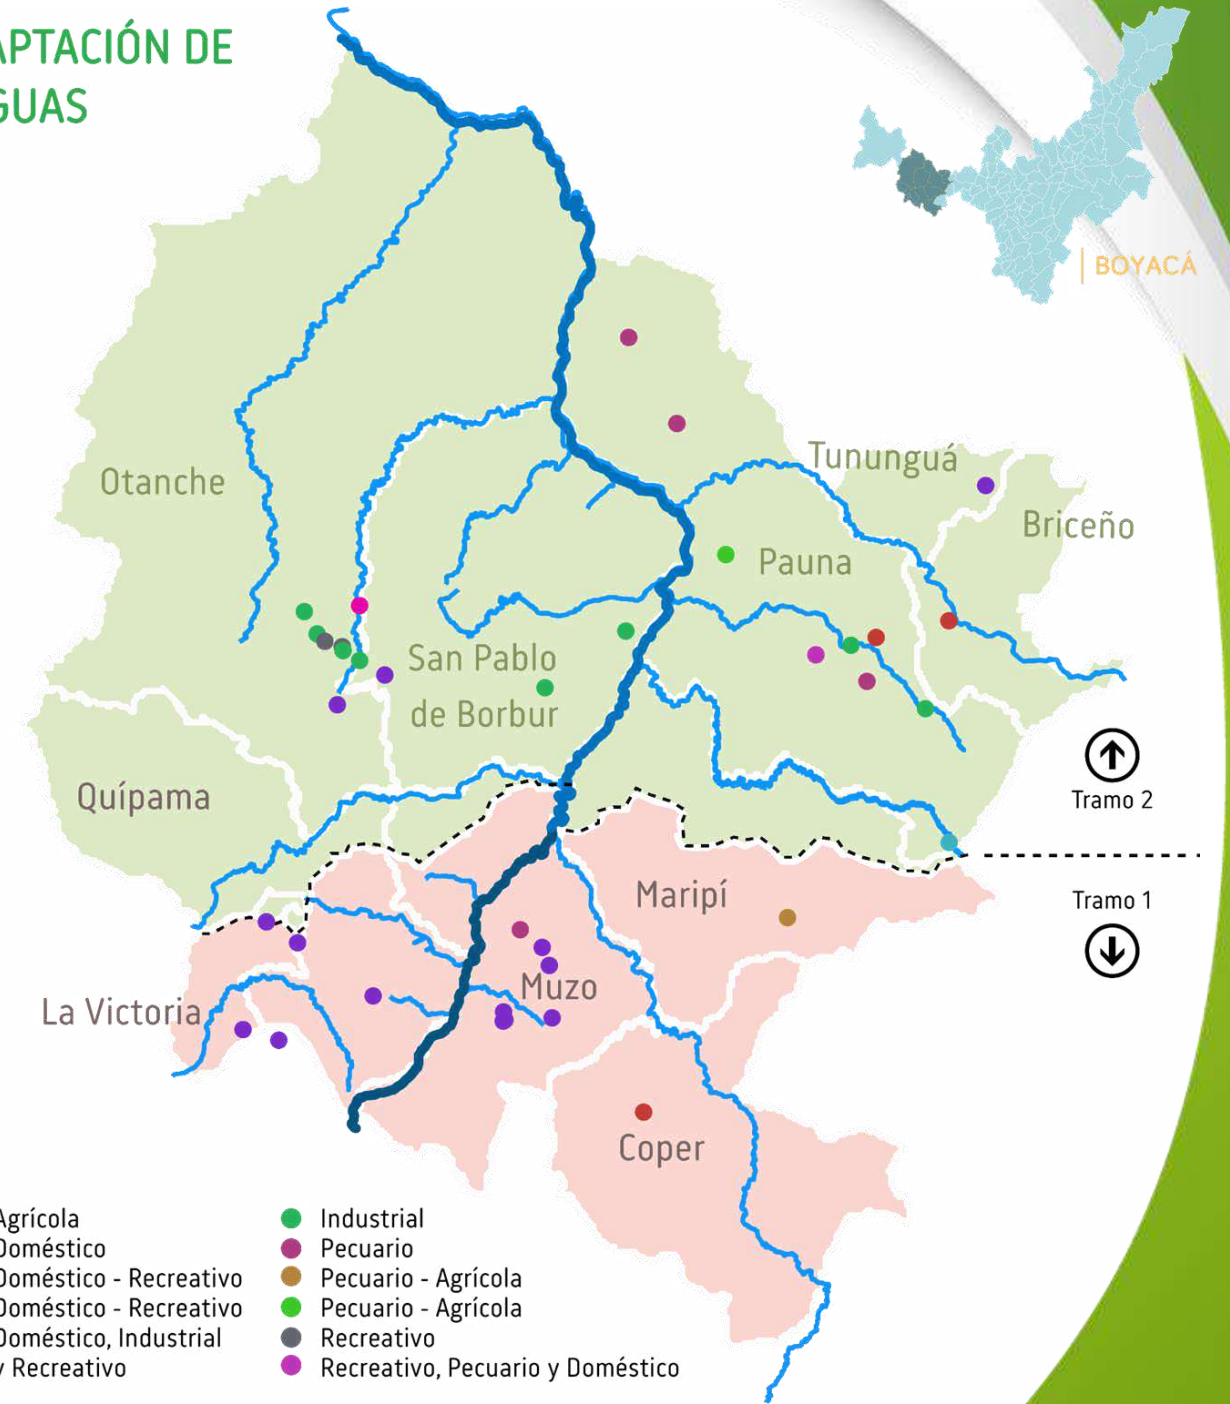 APTACIÓN DE
GUAS
BOYACÁ
Tununguá
Otanche
Briceño
Pauna
San Pablo
de Borbur
Quípama
Tramo 2
Maripí
Tramo 1
Muzo
La Victoria
Coper
Agrícola
Doméstico
Doméstico - Recreativo
Doméstico - Recreativo
Doméstico, Industrial
y Recreativo
Industrial
Pecuario
Pecuario - Agrícola
Pecuario - Agrícola
Recreativo
Recreativo, Pecuario y Doméstico